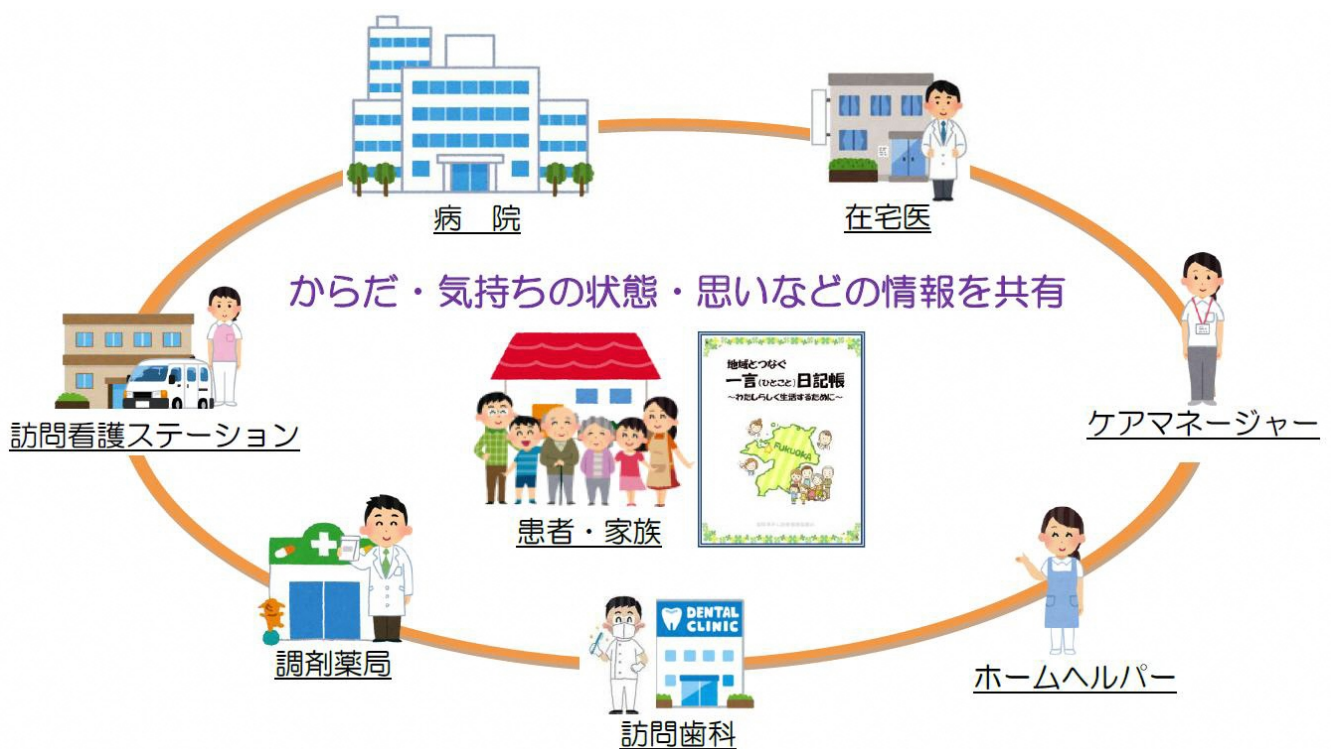 病　院
在宅医
からだ・気持ちの状態・思いなどの情報を共有
訪問看護ステーション
ケアマネージャー
地域とつなぐ
一言(ひとこと)日記帳
～わたしらしく生活するために～
FUKUOKA
患者・家族
調剤薬局
DENTAL
CLINIC
訪問歯科
ホームヘルパー